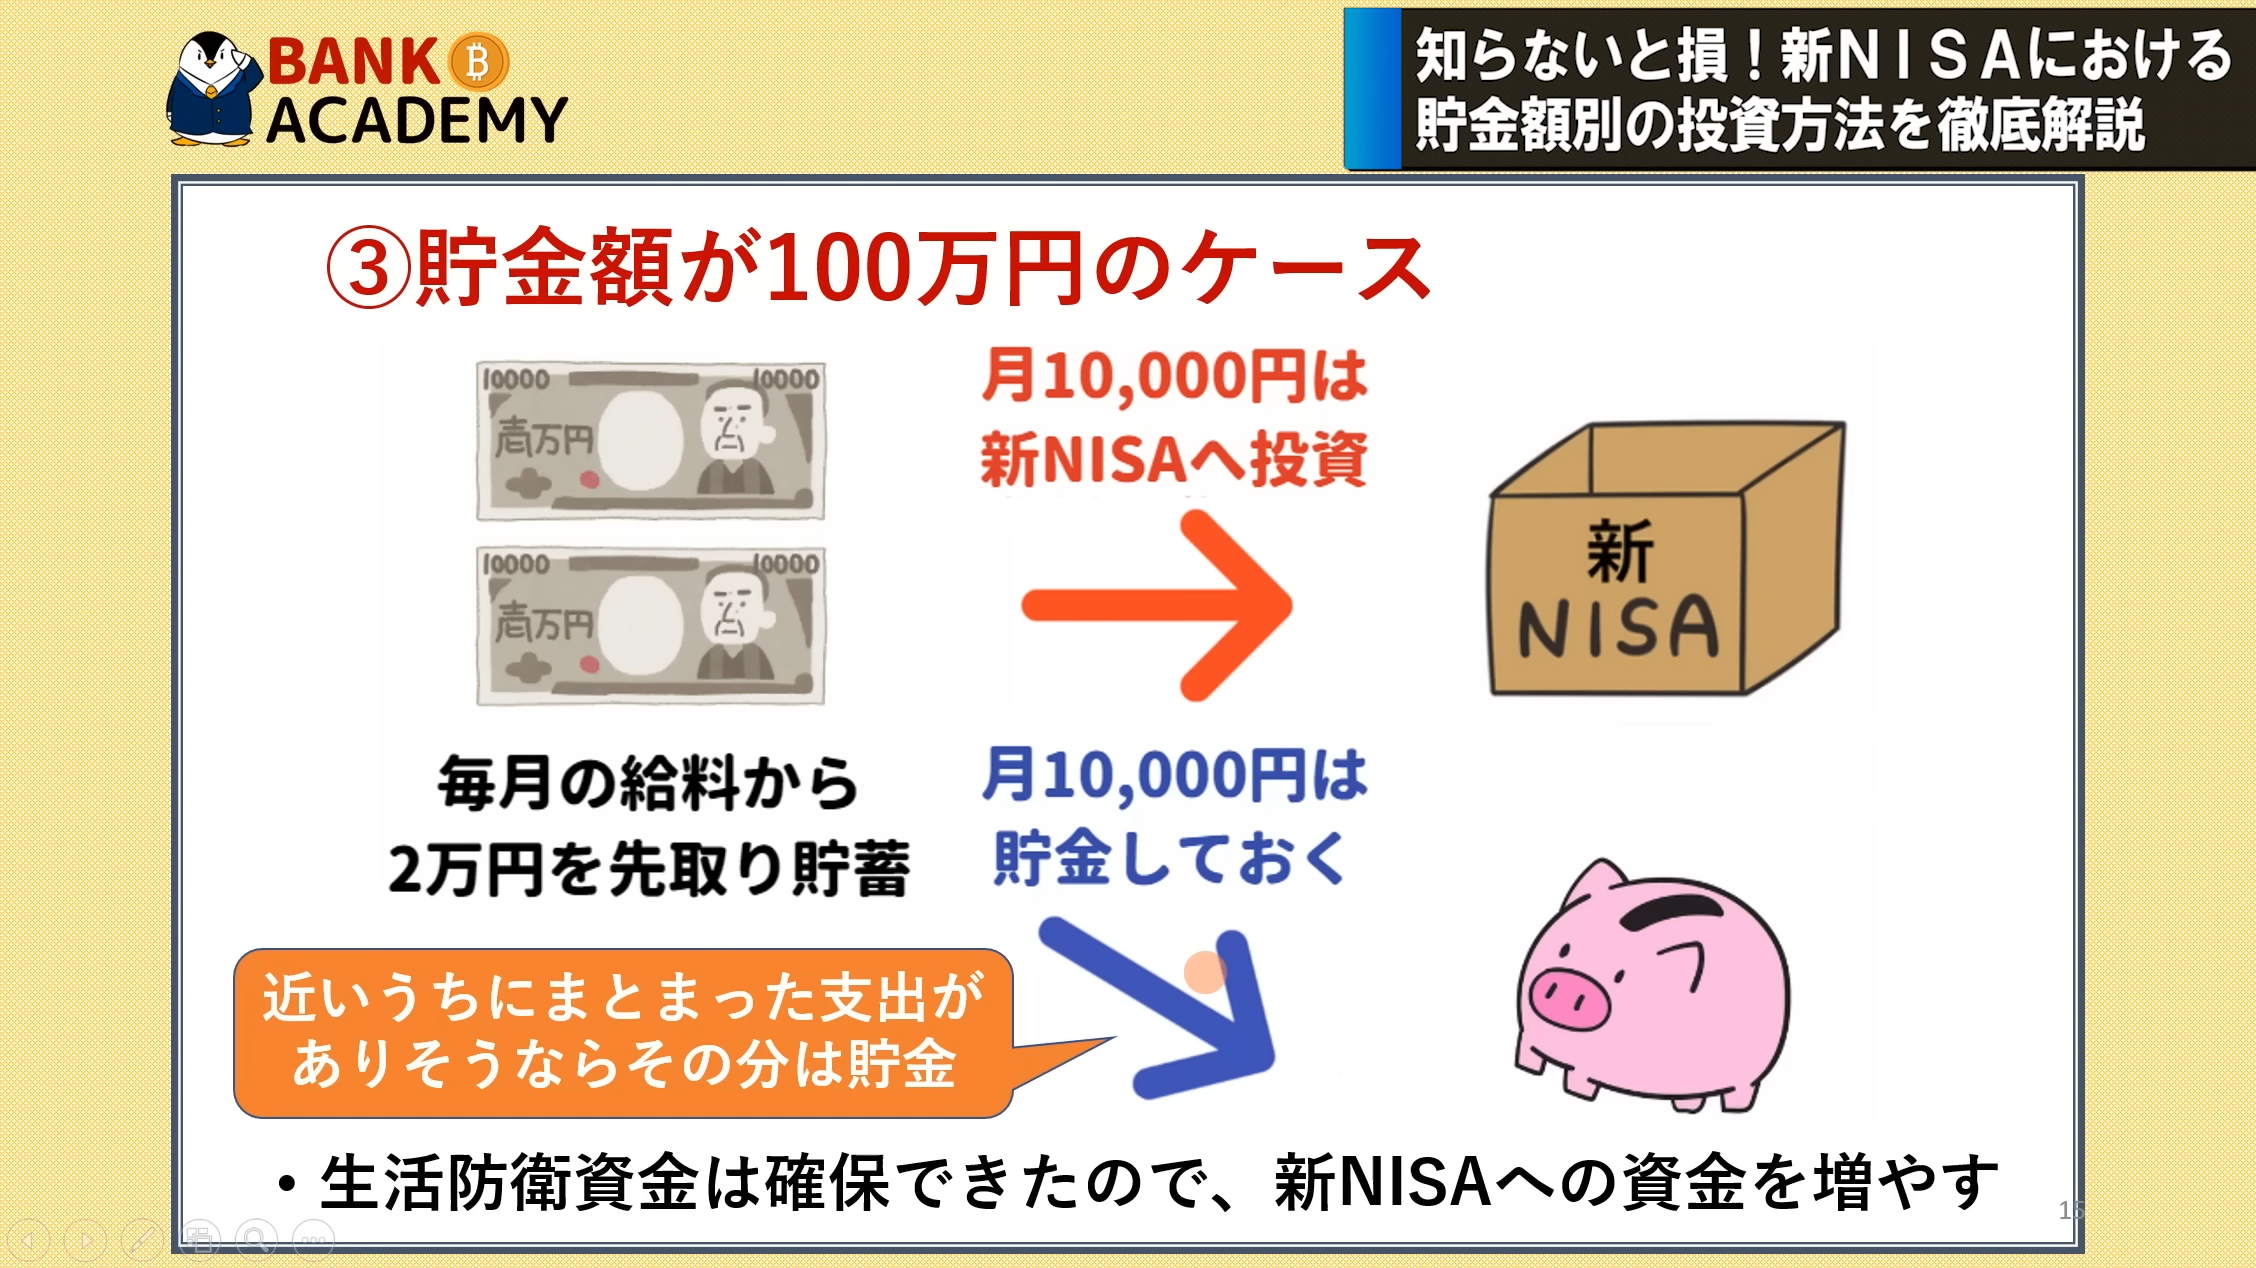 BANK
ACADEMY
知らないと損！新ＮＩＳＡにおける
貯金額別の投資方法を徹底解説
③貯金額が100万円のケース
10000 10000
壱万円
10000 10000
壱万円
毎月の給料から
2万円を先取り貯蓄
月10,000円は
新NISAへ投資
新
NISA
月10,000円は
貯金しておく
近いうちにまとまった支出が
ありそうならその分は貯金
・生活防衛資金は確保できたので、新NISAへの資金を増やす
15